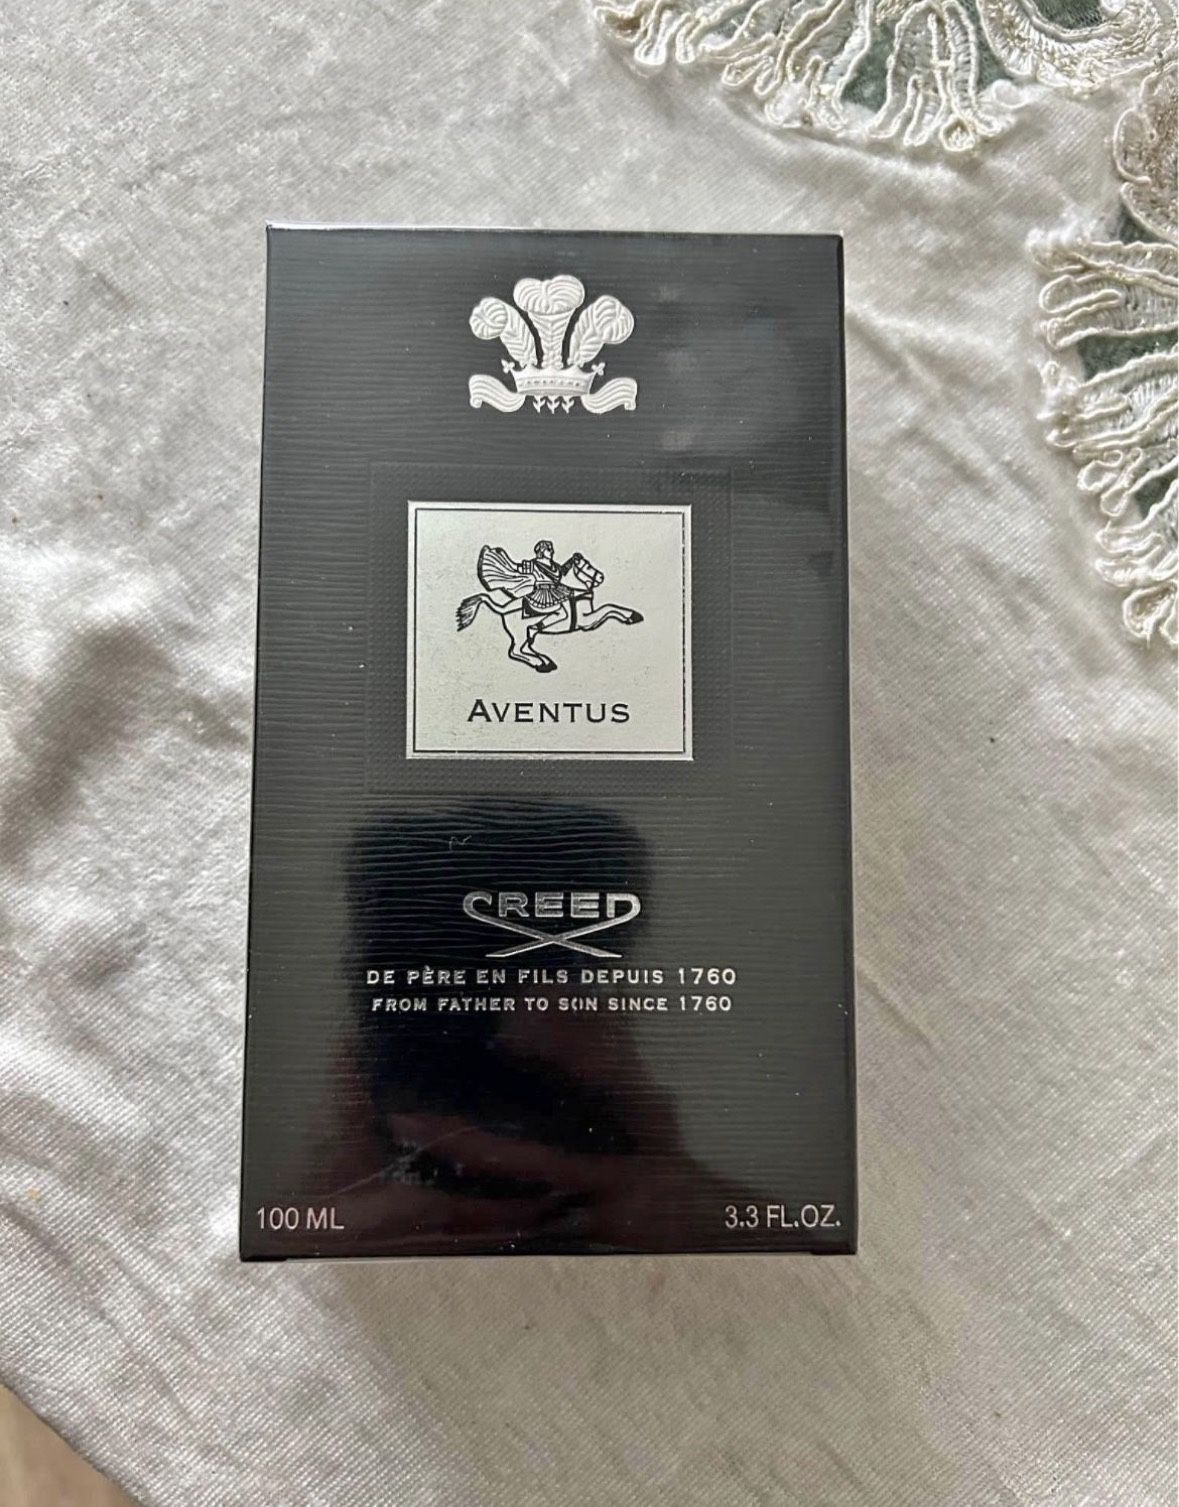 AVENTUS
CREED
DE PÈRE EN FILS DEPUIS 1760
FROM FATHER TO SON SINCE 1760
100 ML
3.3 FL.OZ.